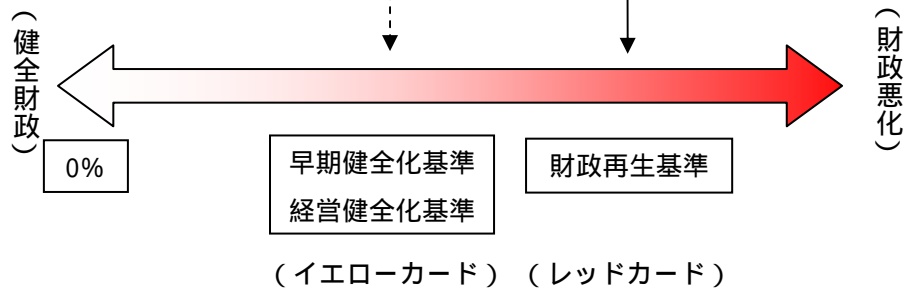 （健全財政）
（財政悪化）
0%
早期健全化基準
経営健全化基準
財政再生基準
（イエローカード）
（レッドカード）